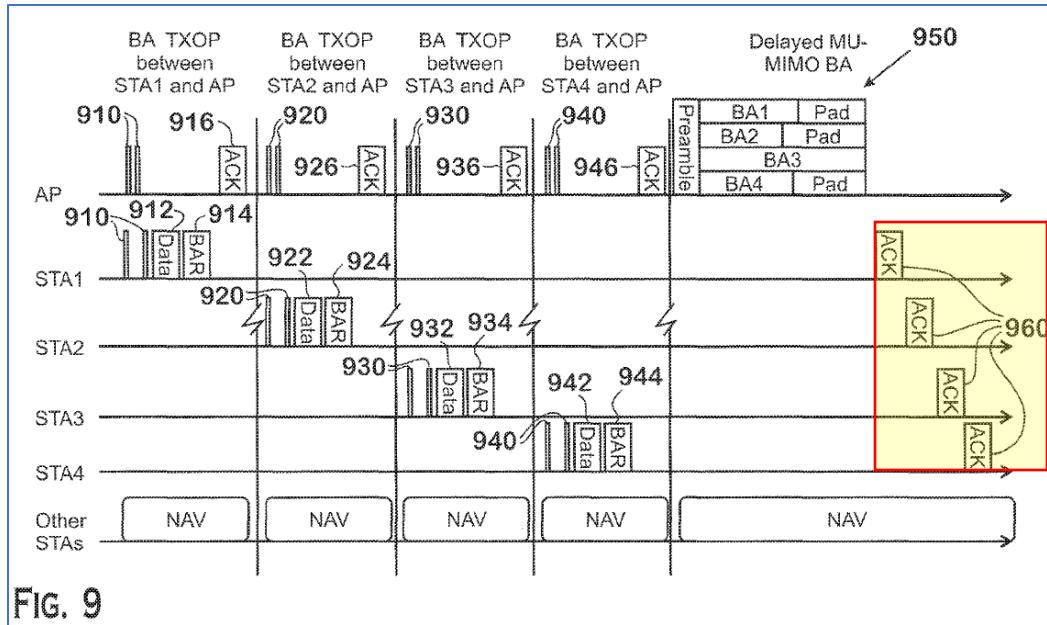 BA TXOP between STA1 and AP
BA TXOP between STA2 and AP
BA TXOP between STA3 and AP
BA TXOP between STA4 and AP
Delayed MU-MIMO BA
950
910
916
920
926
930
936
940
946
ACK
ACK
ACK
ACK
Preamble
BA1 Pad
BA2 Pad
BA3
BA4 Pad
AP
910
912
914
Data
BAR
ACK
STA1
920
922
924
Data
BAR
ACK
STA2
960
930
932
934
Data
BAR
ACK
STA3
940
942
944
Data
BAR
ACK
STA4
Other STAs
NAV
NAV
NAV
NAV
NAV
FIG. 9